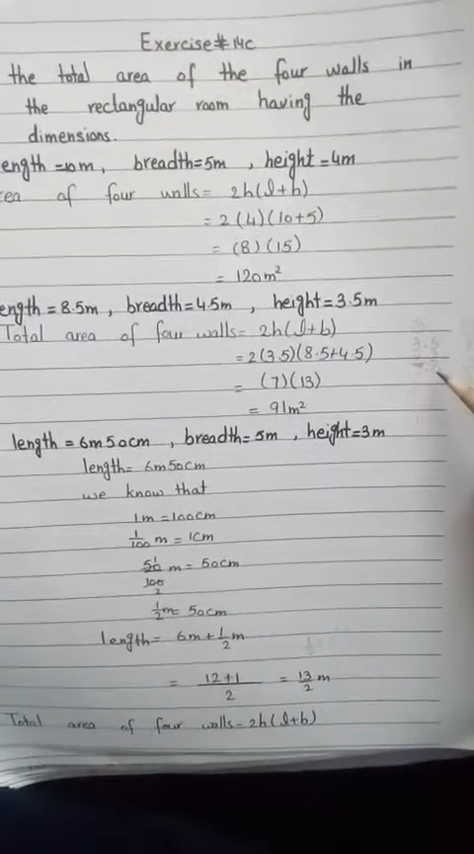 Exercise# 14c
the total area of the four walls in
the rectangular room having the
dimensions.
ength = 10m, breadth=5m , height=4m
rea of four walls= 2h(l+b)
= 2(4)(10+5)
= (8)(15)
= 120m²
ength = 8.5m , breadth=4.5m , height=3.5m
Total area of four walls= 2h(l+b)
= 2(3.5)(8.5+4.5)
= (7)(13)
= 91m²
length = 6m 50cm , breadth= 5m , height=3m
length= 6m50cm
we know that
1m = 100cm
1/100 m = 1cm
50/100 m = 50cm
1/2 m= 50cm
length= 6m+1/2 m
= 12+1/2 = 13/2 m
Total area of four walls= 2h(l+b)